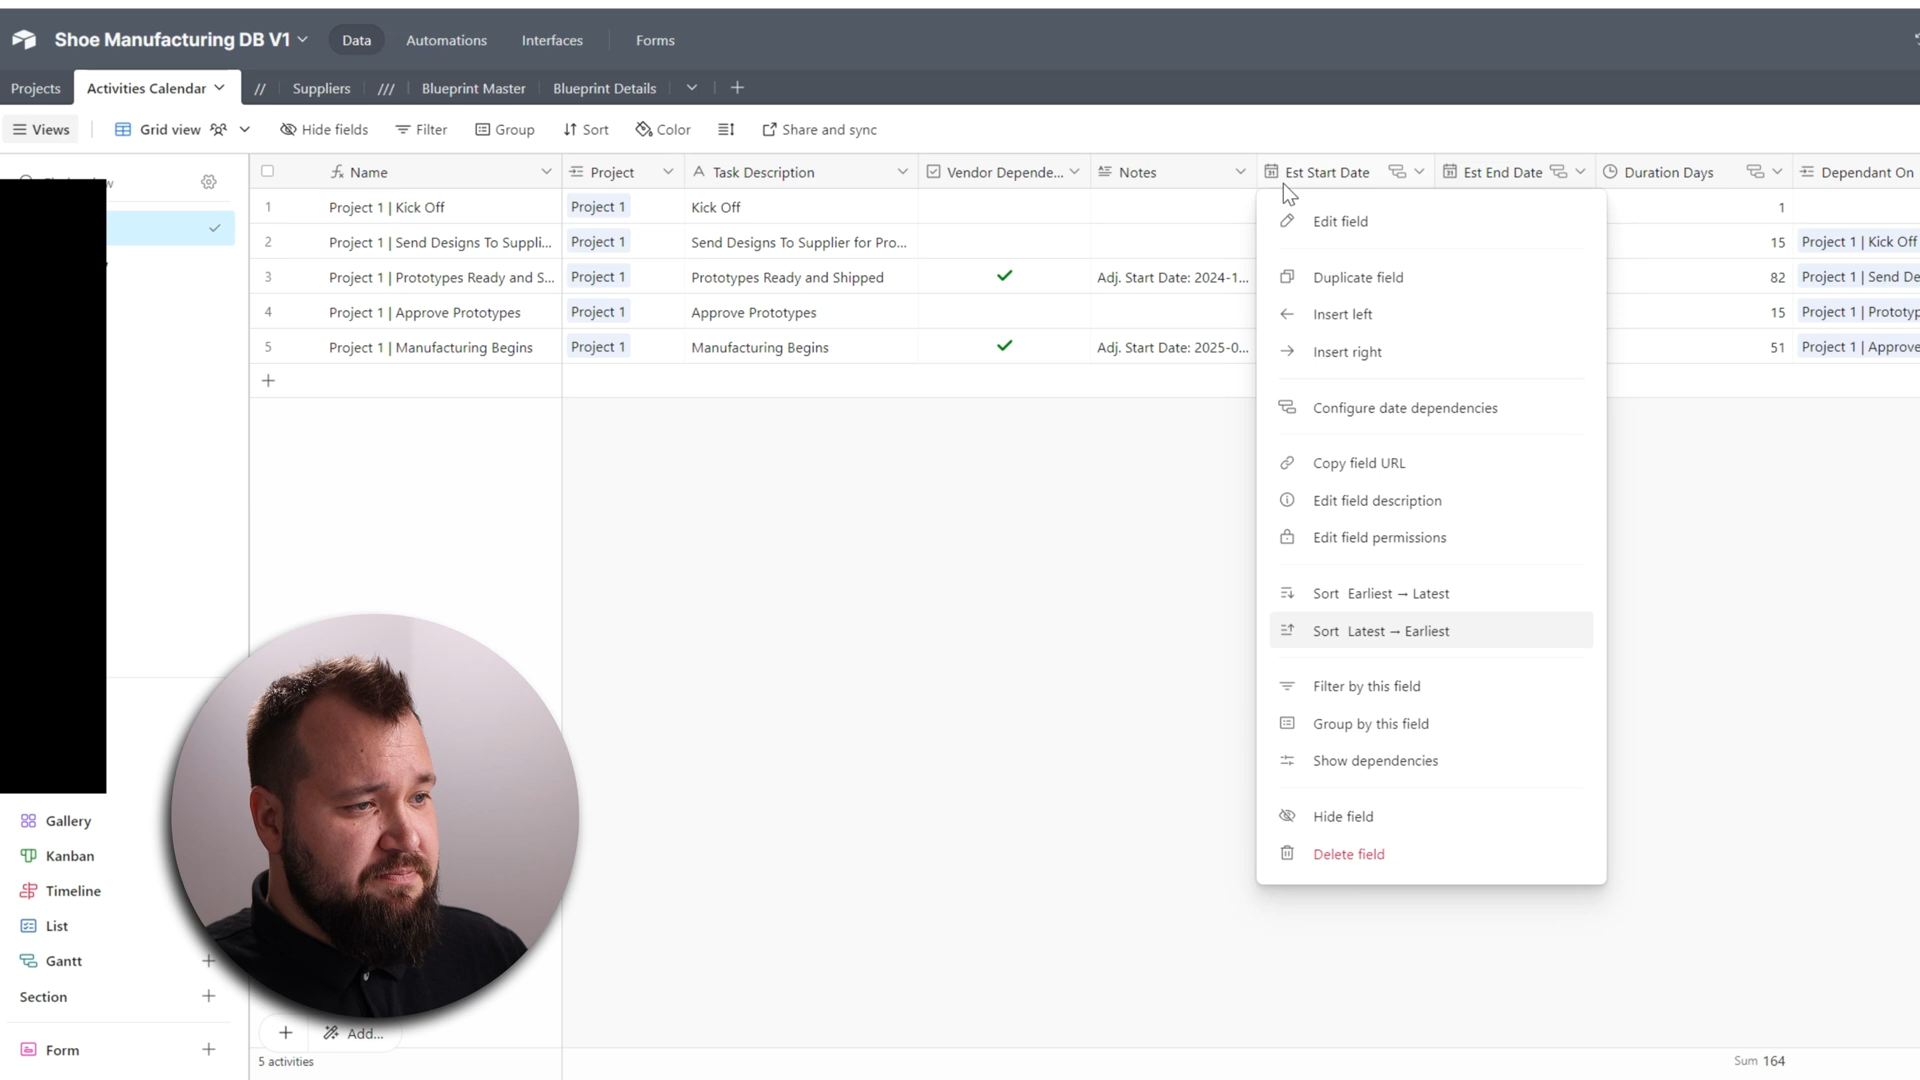 Shoe Manufacturing DB V1
Data
Automations
Interfaces
Forms
Projects
Activities Calendar
//
Suppliers
///
Blueprint Master
Blueprint Details
Views
Grid view
Hide fields
Filter
Group
Sort
Color
Share and sync
Name
Project
Task Description
Vendor Depende...
Notes
Est Start Date
Est End Date
Duration Days
Dependant On
1
Project 1 | Kick Off
Project 1
Kick Off
1
2
Project 1 | Send Designs To Suppli...
Project 1
Send Designs To Supplier for Pro...
15
Project 1 | Kick Off
3
Project 1 | Prototypes Ready and S...
Project 1
Prototypes Ready and Shipped
Adj. Start Date: 2024-1...
82
Project 1 | Send De
4
Project 1 | Approve Prototypes
Project 1
Approve Prototypes
15
Project 1 | Prototyp
5
Project 1 | Manufacturing Begins
Project 1
Manufacturing Begins
Adj. Start Date: 2025-0...
51
Project 1 | Approve
Edit field
Duplicate field
Insert left
Insert right
Configure date dependencies
Copy field URL
Edit field description
Edit field permissions
Sort Earliest → Latest
Sort Latest → Earliest
Filter by this field
Group by this field
Show dependencies
Hide field
Delete field
Gallery
Kanban
Timeline
List
Gantt
Section
Form
Add...
5 activities
Sum 164